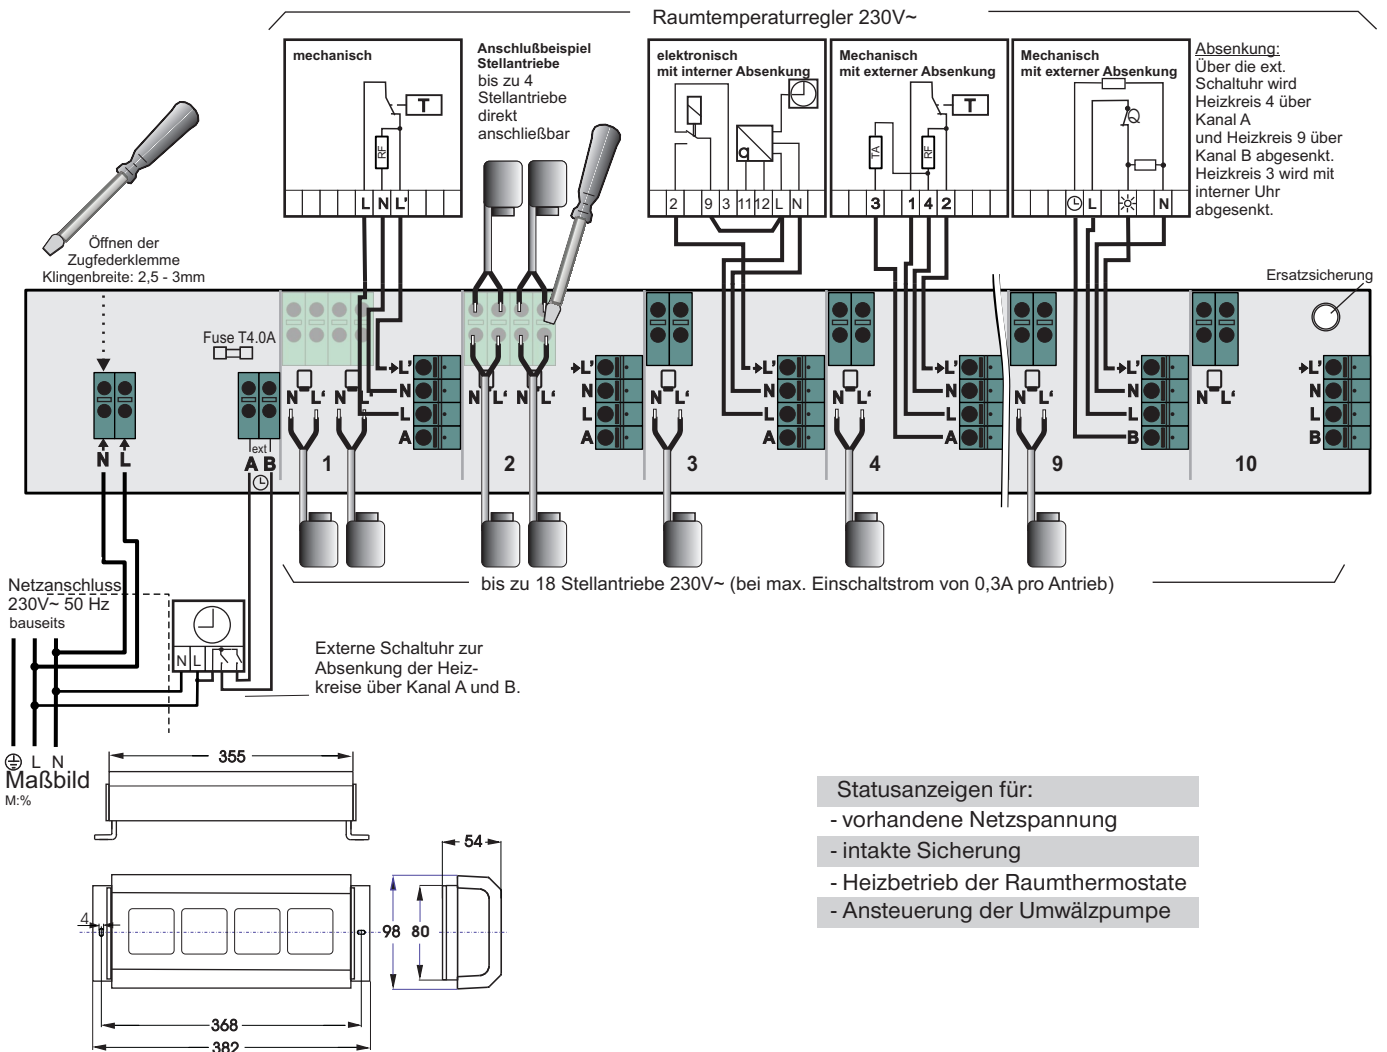 Raumtemperaturregler 230V~
mechanisch
T
RF
L N L'
Anschlußbeispiel
Stellantriebe
bis zu 4
Stellantriebe
direkt
anschließbar
elektronisch
mit interner Absenkung
q
2 9 3 11 12 L N
Mechanisch
mit externer Absenkung
T
TA
RF
3 1 4 2
Mechanisch
mit externer Absenkung
L N
Absenkung:
Über die ext.
Schaltuhr wird
Heizkreis 4 über
Kanal A
und Heizkreis 9 über
Kanal B abgesenkt.
Heizkreis 3 wird mit
interner Uhr
abgesenkt.
Öffnen der
Zugfederklemme
Klingenbreite: 2,5 - 3mm
Ersatzsicherung
Fuse T4.0A
N L
ext
A B
N L' N L'
1
L'
N
L
A
N L' N L'
2
L'
N
L
A
N L'
3
L'
N
L
A
N L'
4
L'
N
L
A
N L'
9
L'
N
L
B
N L'
10
L'
N
L
B
bis zu 18 Stellantriebe 230V~ (bei max. Einschaltstrom von 0,3A pro Antrieb)
Netzanschluss
230V~ 50 Hz
bauseits
N L
Externe Schaltuhr zur
Absenkung der Heiz-
kreise über Kanal A und B.
L N
Maßbild
M:%
355
54
4
98 80
368
382
Statusanzeigen für:
- vorhandene Netzspannung
- intakte Sicherung
- Heizbetrieb der Raumthermostate
- Ansteuerung der Umwälzpumpe